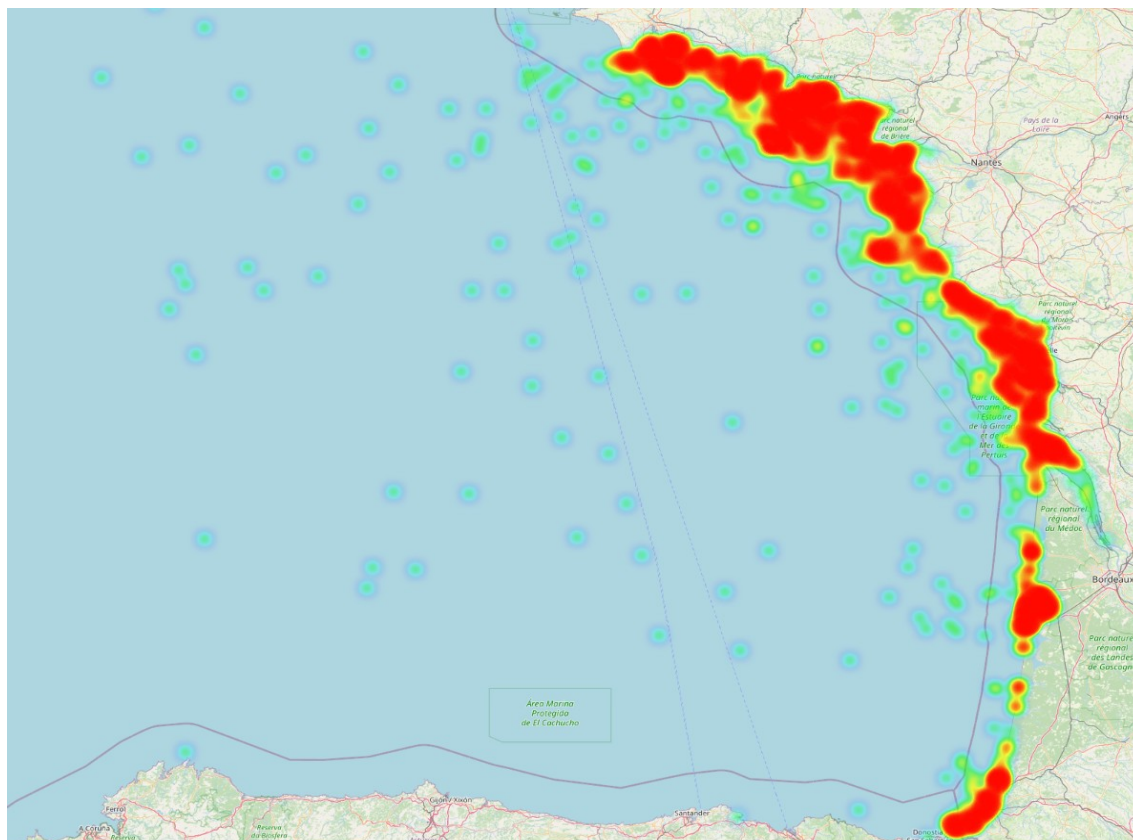 Parc naturel
régional
de Brière
Pays de la
Loire
Angers
Nantes
Parc naturel
régional
du Marais
marin de
l'Estuaire
de la Gironde
et de la
Mer des
Pertuis
Parc naturel
régional
du Médoc
Bordeaux
Parc naturel
régional
des Landes
de Gascogne
Área Marina
Protegida
de El Cachucho
Ferrol
A Coruña
Reserva
Gijón / Xixón
Reserva
Santander
Donostia